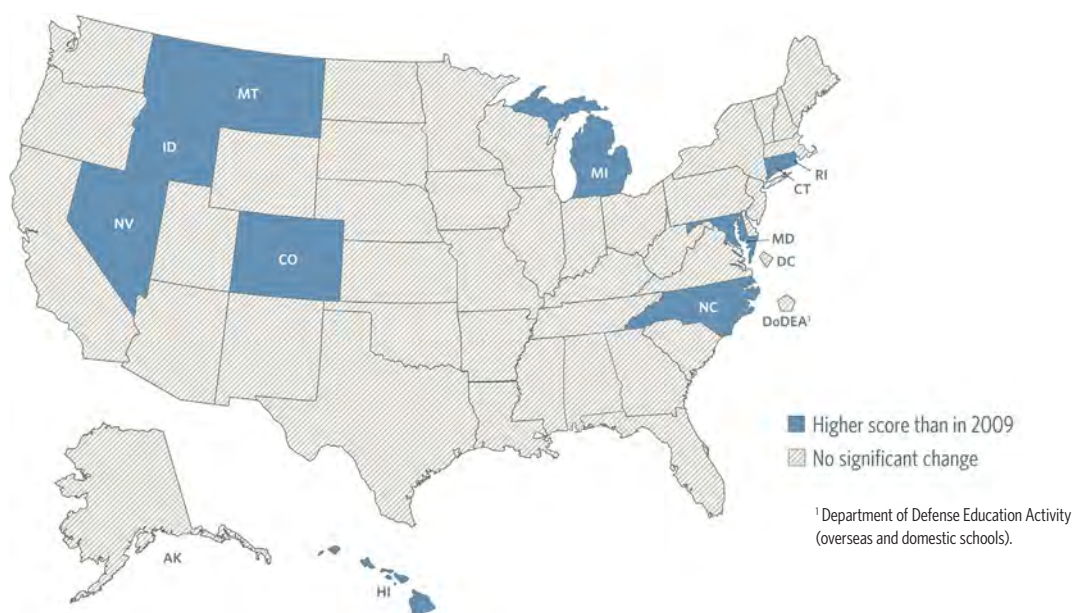 MT
ID
MI
RI
CT
NV
MD
CO
DC
NC
DoDEA¹
Higher score than in 2009
No significant change
¹ Department of Defense Education Activity
(overseas and domestic schools).
AK
HI